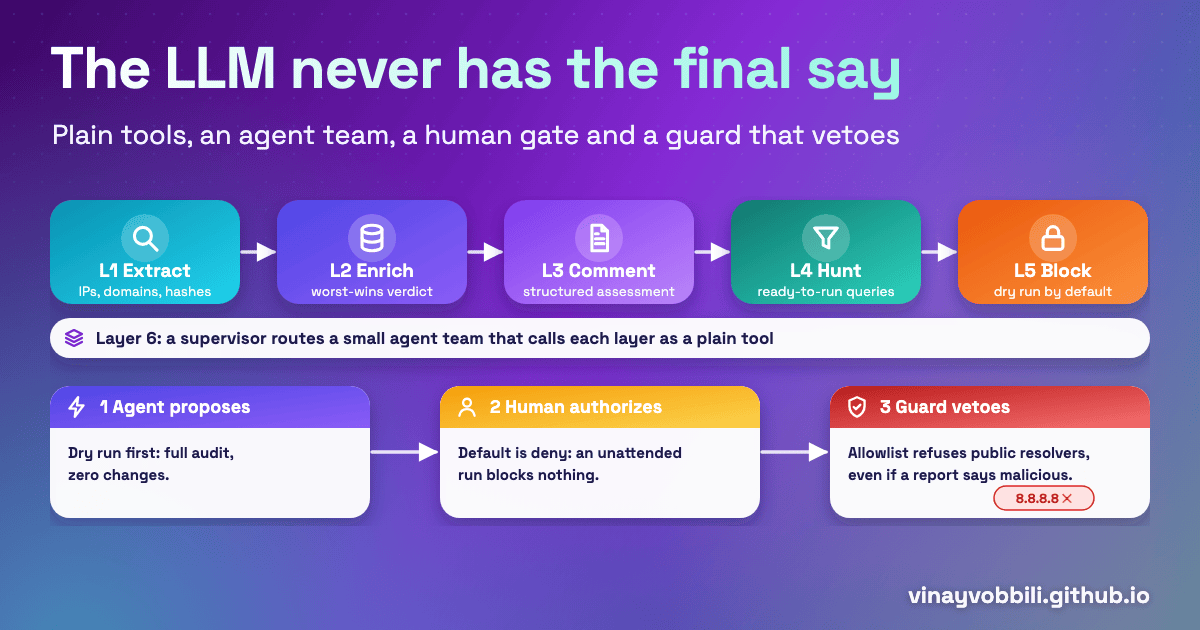 The LLM never has the final say
Plain tools, an agent team, a human gate and a guard that vetoes
L1 Extract
IPs, domains, hashes
L2 Enrich
worst-wins verdict
L3 Comment
structured assessment
L4 Hunt
ready-to-run queries
L5 Block
dry run by default
Layer 6: a supervisor routes a small agent team that calls each layer as a plain tool
1 Agent proposes
Dry run first: full audit,
zero changes.
2 Human authorizes
Default is deny: an unattended
run blocks nothing.
3 Guard vetoes
Allowlist refuses public resolvers,
even if a report says malicious.
8.8.8.8 ×
vinayvobbili.github.io